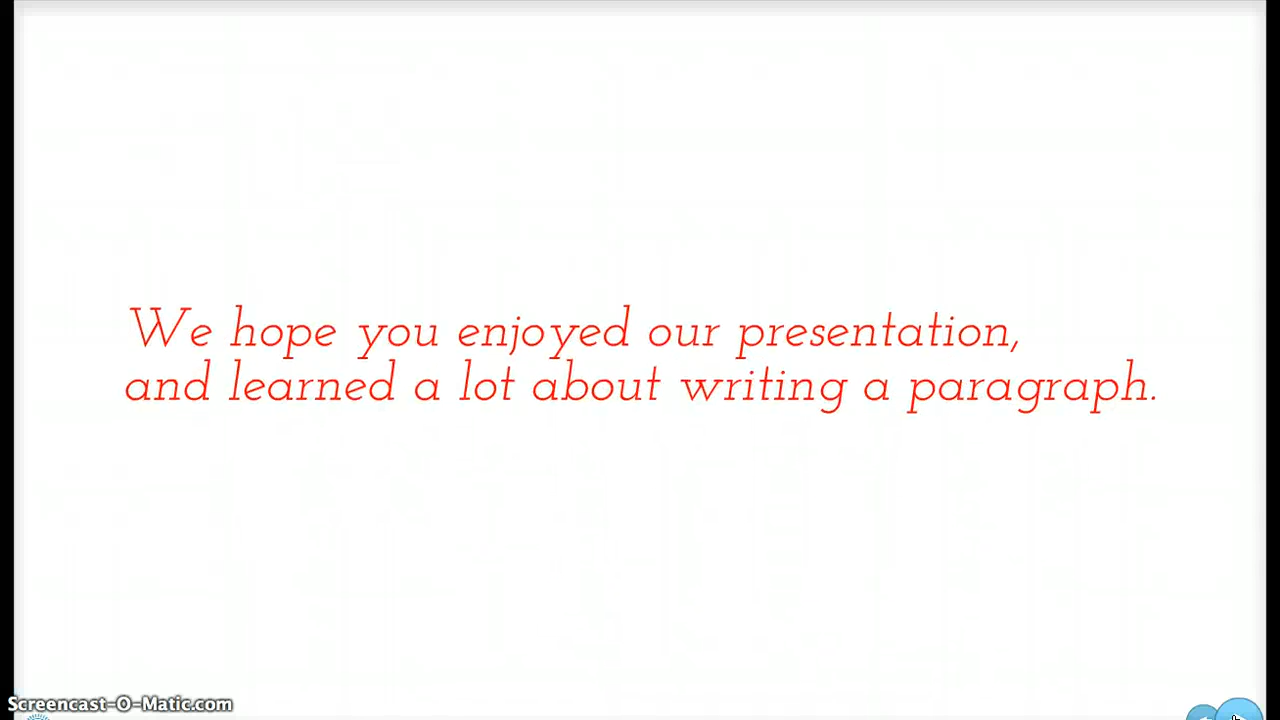 We hope you enjoyed our presentation,
and learned a lot about writing a paragraph.
Screencast-O-Matic.com